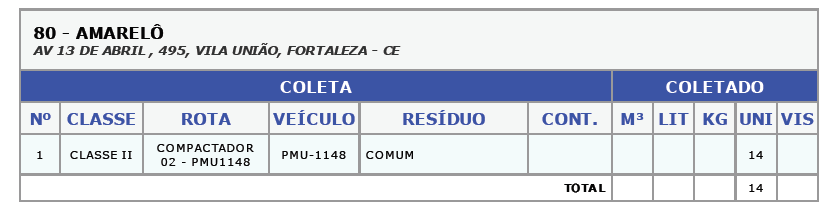 80 - AMARELÔ
AV 13 DE ABRIL , 495, VILA UNIÃO, FORTALEZA - CE
COLETA COLETADO
Nº CLASSE ROTA VEÍCULO RESÍDUO CONT. M³ LIT KG UNI VIS
1 CLASSE II COMPACTADOR 02 - PMU1148 PMU-1148 COMUM 14
TOTAL 14